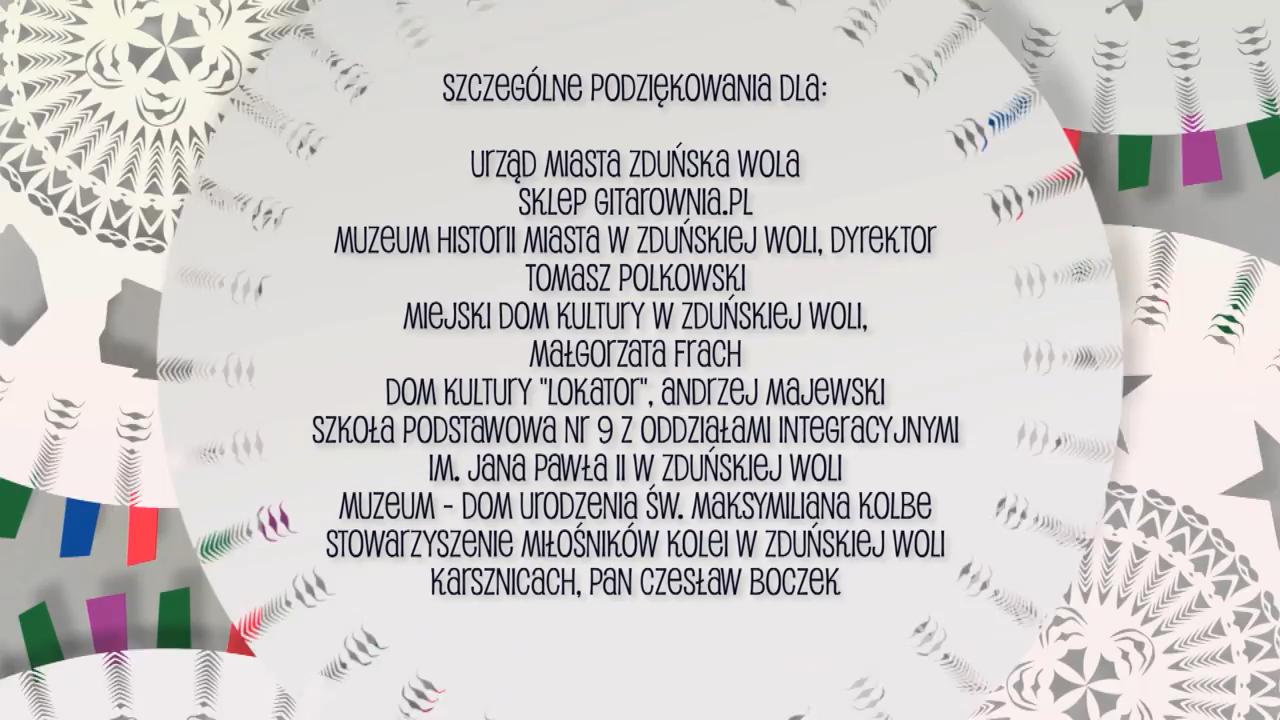 SZCZEGÓLNE PODZIĘKOWANIA DLA:
URZĄD MIASTA ZDUŃSKA WOLA
SKLEP GITAROWNIA.PL
MUZEUM HISTORII MIASTA W ZDUŃSKIEJ WOLI, DYREKTOR
TOMASZ POLKOWSKI
MIEJSKI DOM KULTURY W ZDUŃSKIEJ WOLI,
MAŁGORZATA FRACH
DOM KULTURY "LOKATOR", ANDRZEJ MAJEWSKI
SZKOŁA PODSTAWOWA NR 9 Z ODDZIAŁAMI INTEGRACYJNYMI
IM. JANA PAWŁA II W ZDUŃSKIEJ WOLI
MUZEUM - DOM URODZENIA ŚW. MAKSYMILIANA KOLBE
STOWARZYSZENIE MIŁOŚNIKÓW KOLEI W ZDUŃSKIEJ WOLI
KARSZNICACH, PAN CZESŁAW BOCZEK